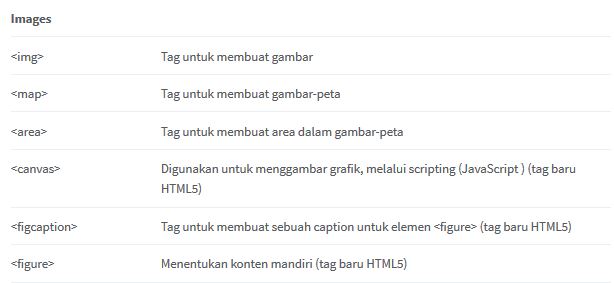 Images
<img> Tag untuk membuat gambar
<map> Tag untuk membuat gambar-peta
<area> Tag untuk membuat area dalam gambar-peta
<canvas> Digunakan untuk menggambar grafik, melalui scripting (JavaScript ) (tag baru
HTML5)
<figcaption> Tag untuk membuat sebuah caption untuk elemen <figure> (tag baru HTML5)
<figure> Menentukan konten mandiri (tag baru HTML5)